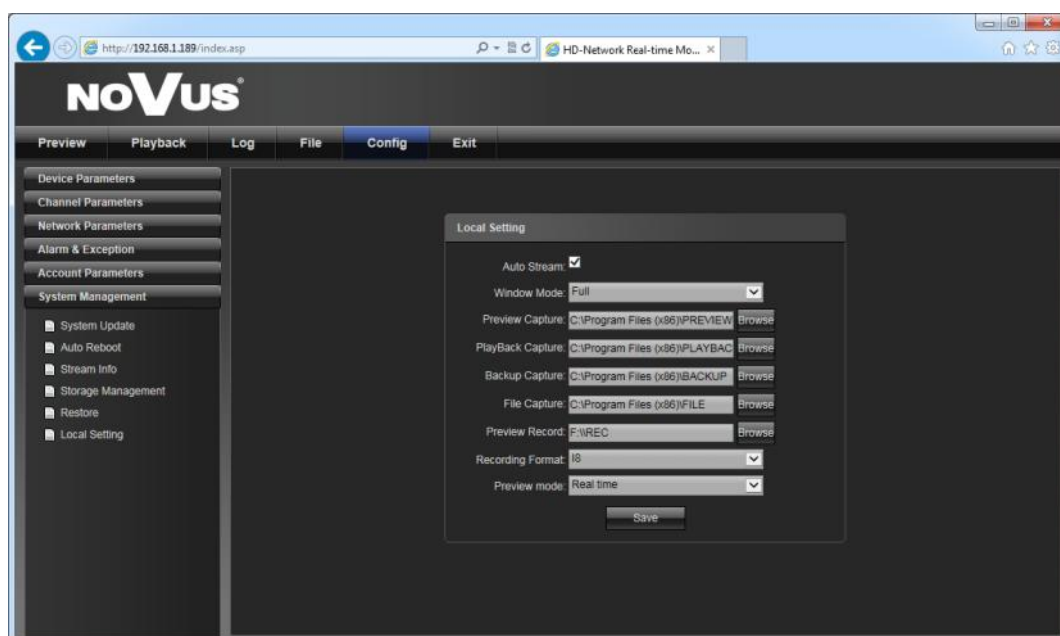 http://192.168.1.189/index.asp
HD-Network Real-time Mo...
NOVUS®
Preview Playback Log File Config Exit
Device Parameters
Channel Parameters
Network Parameters
Alarm & Exception
Account Parameters
System Management
System Update
Auto Reboot
Stream Info
Storage Management
Restore
Local Setting
Local Setting
Auto Stream:
Window Mode: Full
Preview Capture: C:\Program Files (x86)\PREVIEW Browse
PlayBack Capture: C:\Program Files (x86)\PLAYBAC Browse
Backup Capture: C:\Program Files (x86)\BACKUP Browse
File Capture: C:\Program Files (x86)\FILE Browse
Preview Record: F:\\REC Browse
Recording Format: I8
Preview mode: Real time
Save